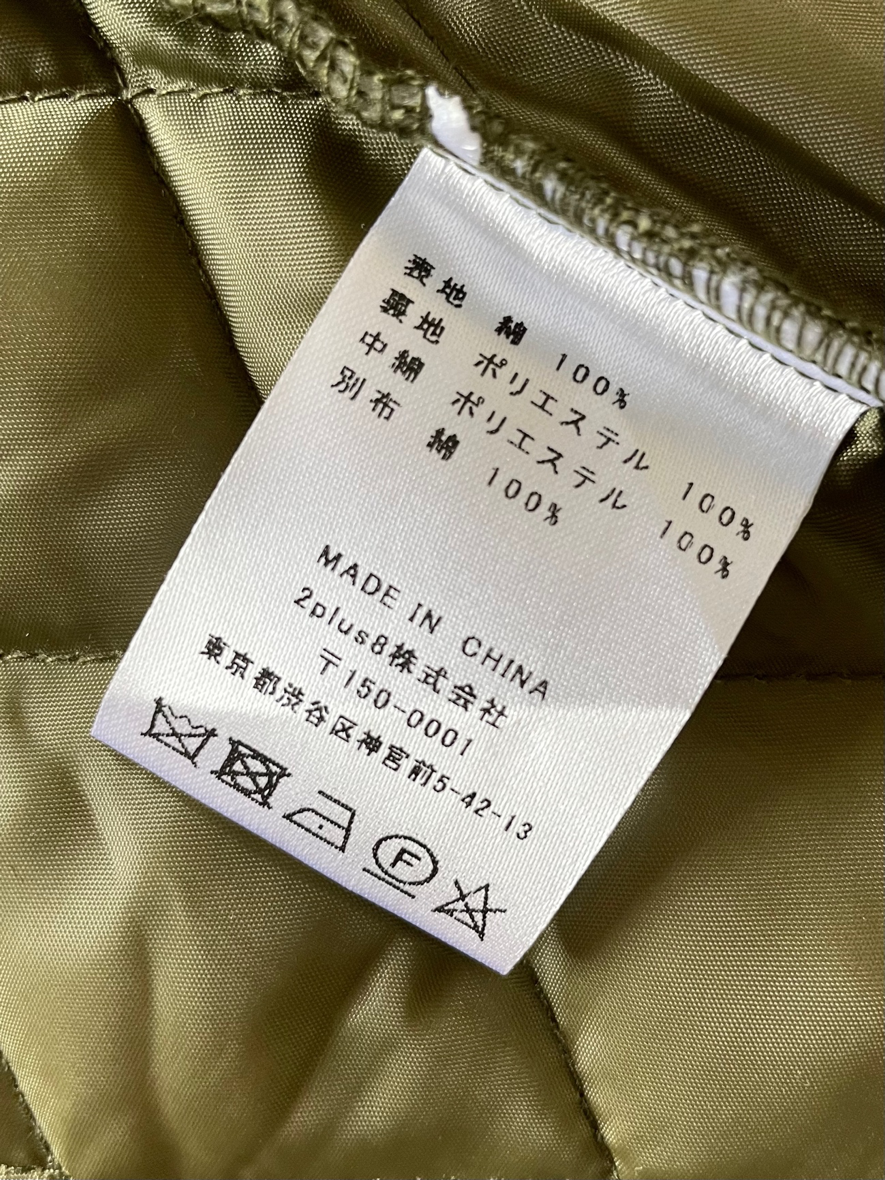 表地 綿 100%
裏地 ポリエステル 100%
中綿 ポリエステル 100%
別布 綿 100%
MADE IN CHINA
2plus8株式会社
〒150-0001
東京都渋谷区神宮前5-42-13
F